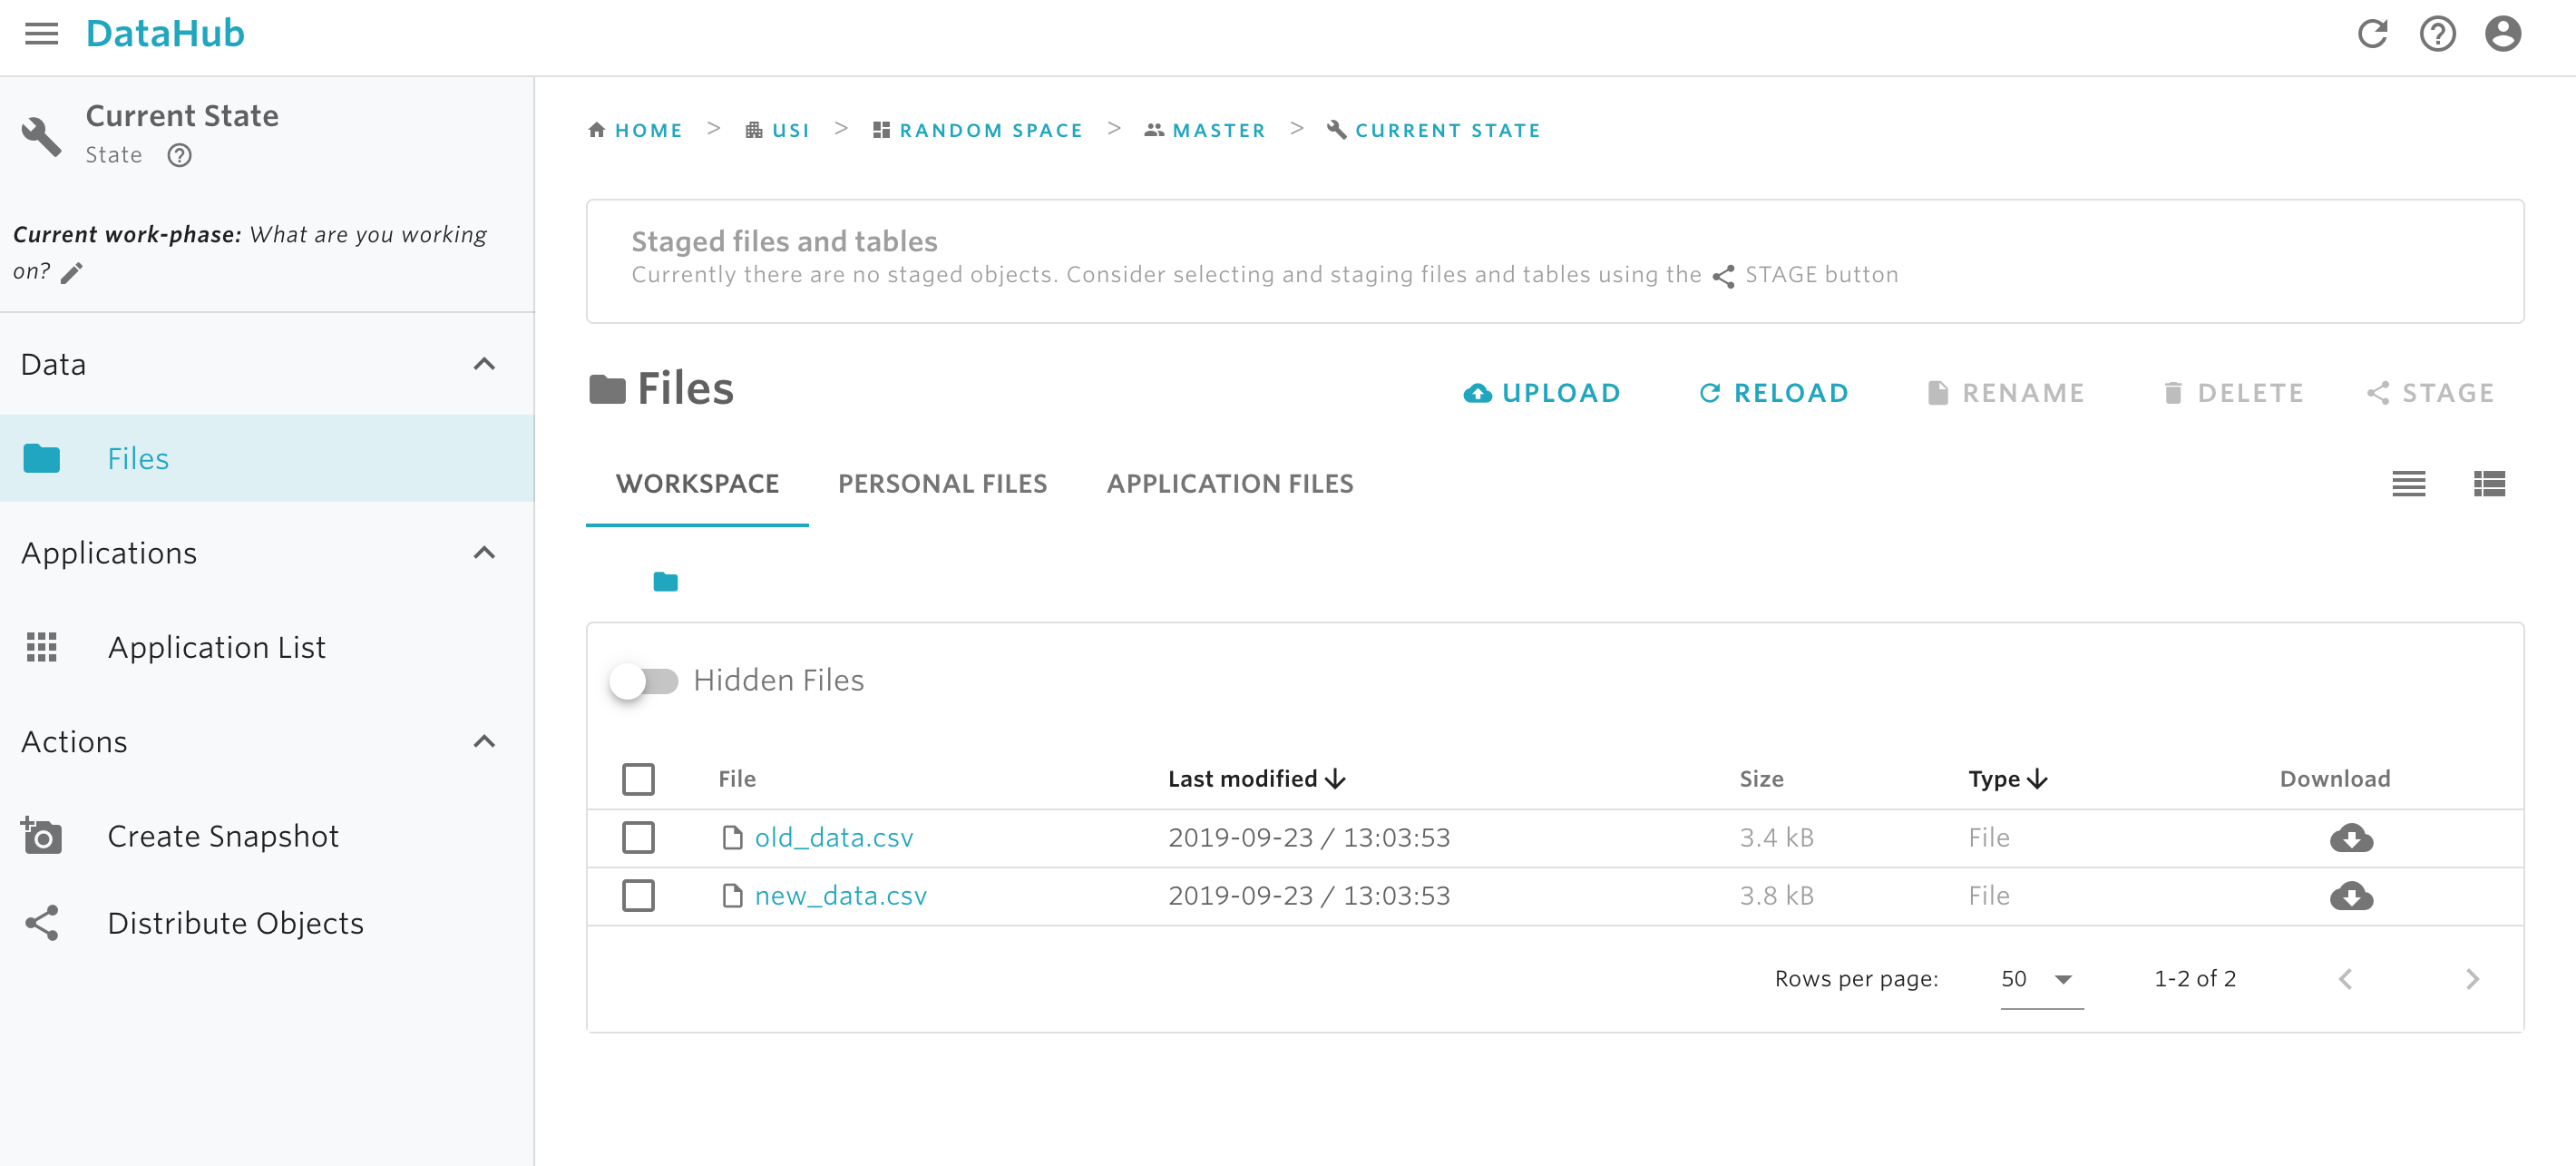 DataHub
Current State
State
Current work-phase: What are you working
on?
Data
Files
Applications
Application List
Actions
Create Snapshot
Distribute Objects
HOME > USI > RANDOM SPACE > MASTER > CURRENT STATE
Staged files and tables
Currently there are no staged objects. Consider selecting and staging files and tables using the STAGE button
Files
UPLOAD RELOAD RENAME DELETE STAGE
WORKSPACE PERSONAL FILES APPLICATION FILES
Hidden Files
File Last modified Size Type Download
old_data.csv 2019-09-23 / 13:03:53 3.4 kB File
new_data.csv 2019-09-23 / 13:03:53 3.8 kB File
Rows per page: 50 1-2 of 2